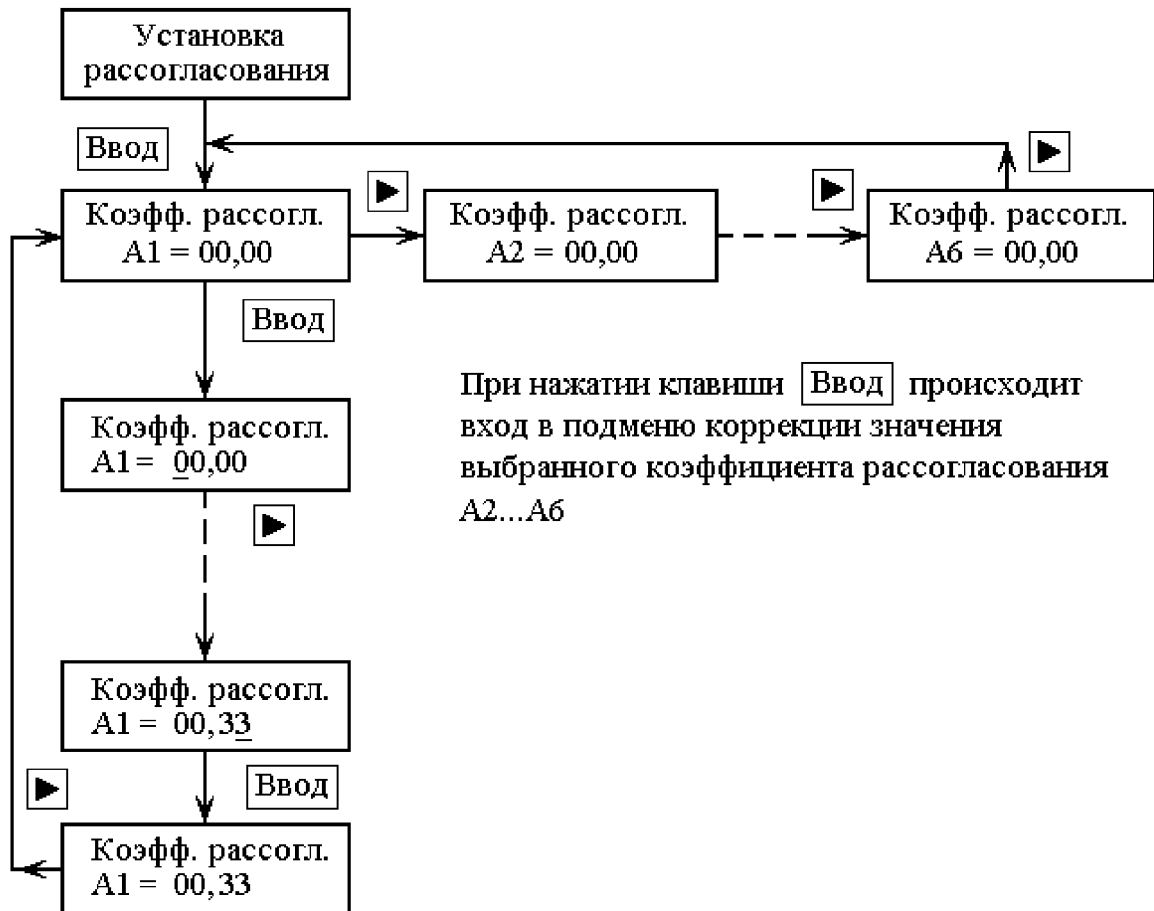 Установка
рассогласования
Ввод
Коэфф. рассогл.
А1 = 00,00
Коэфф. рассогл.
А2 = 00,00
Коэфф. рассогл.
А6 = 00,00
Ввод
При нажатии клавиши Ввод происходит
вход в подменю коррекции значения
выбранного коэффициента рассогласования
А2...А6
Коэфф. рассогл.
А1 = 00,00
Коэфф. рассогл.
А1 = 00,33
Ввод
Коэфф. рассогл.
А1 = 00,33